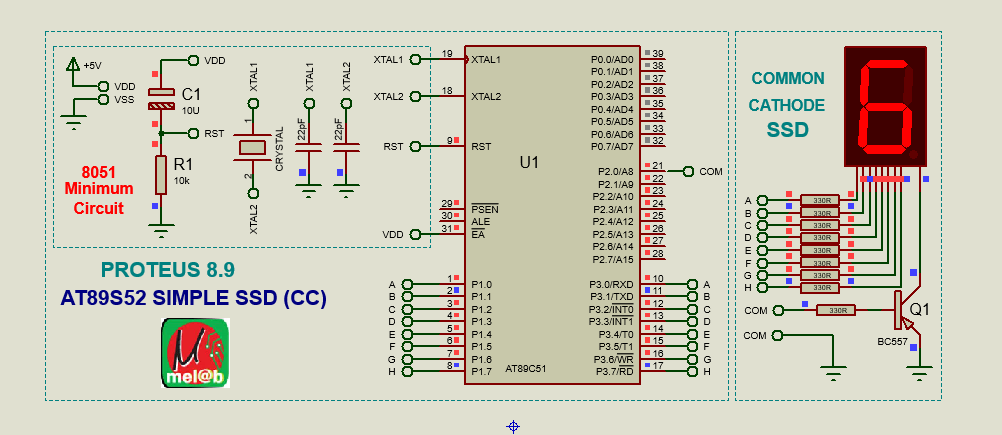 +5V
VDD
VSS
VDD
C1
10U
RST
R1
10k
8051
Minimum
Circuit
XTAL1
1
CRYSTAL
2
XTAL2
XTAL1
22pF
XTAL2
22pF
XTAL1
19
XTAL1
XTAL2
18
XTAL2
RST
9
RST
29
PSEN
30
ALE
VDD
31
EA
U1
AT89C51
A 1 P1.0
B 2 P1.1
C 3 P1.2
D 4 P1.3
E 5 P1.4
F 6 P1.5
G 7 P1.6
H 8 P1.7
P0.0/AD0 39
P0.1/AD1 38
P0.2/AD2 37
P0.3/AD3 36
P0.4/AD4 35
P0.5/AD5 34
P0.6/AD6 33
P0.7/AD7 32
P2.0/A8 21 COM
P2.1/A9 22
P2.2/A10 23
P2.3/A11 24
P2.4/A12 25
P2.5/A13 26
P2.6/A14 27
P2.7/A15 28
P3.0/RXD 10 A
P3.1/TXD 11 B
P3.2/INT0 12 C
P3.3/INT1 13 D
P3.4/T0 14 E
P3.5/T1 15 F
P3.6/WR 16 G
P3.7/RD 17 H
PROTEUS 8.9
AT89S52 SIMPLE SSD (CC)
M
mel@b
COMMON
CATHODE
SSD
6
A 330R
B 330R
C 330R
D 330R
E 330R
F 330R
G 330R
H 330R
COM 330R
COM
Q1
BC557